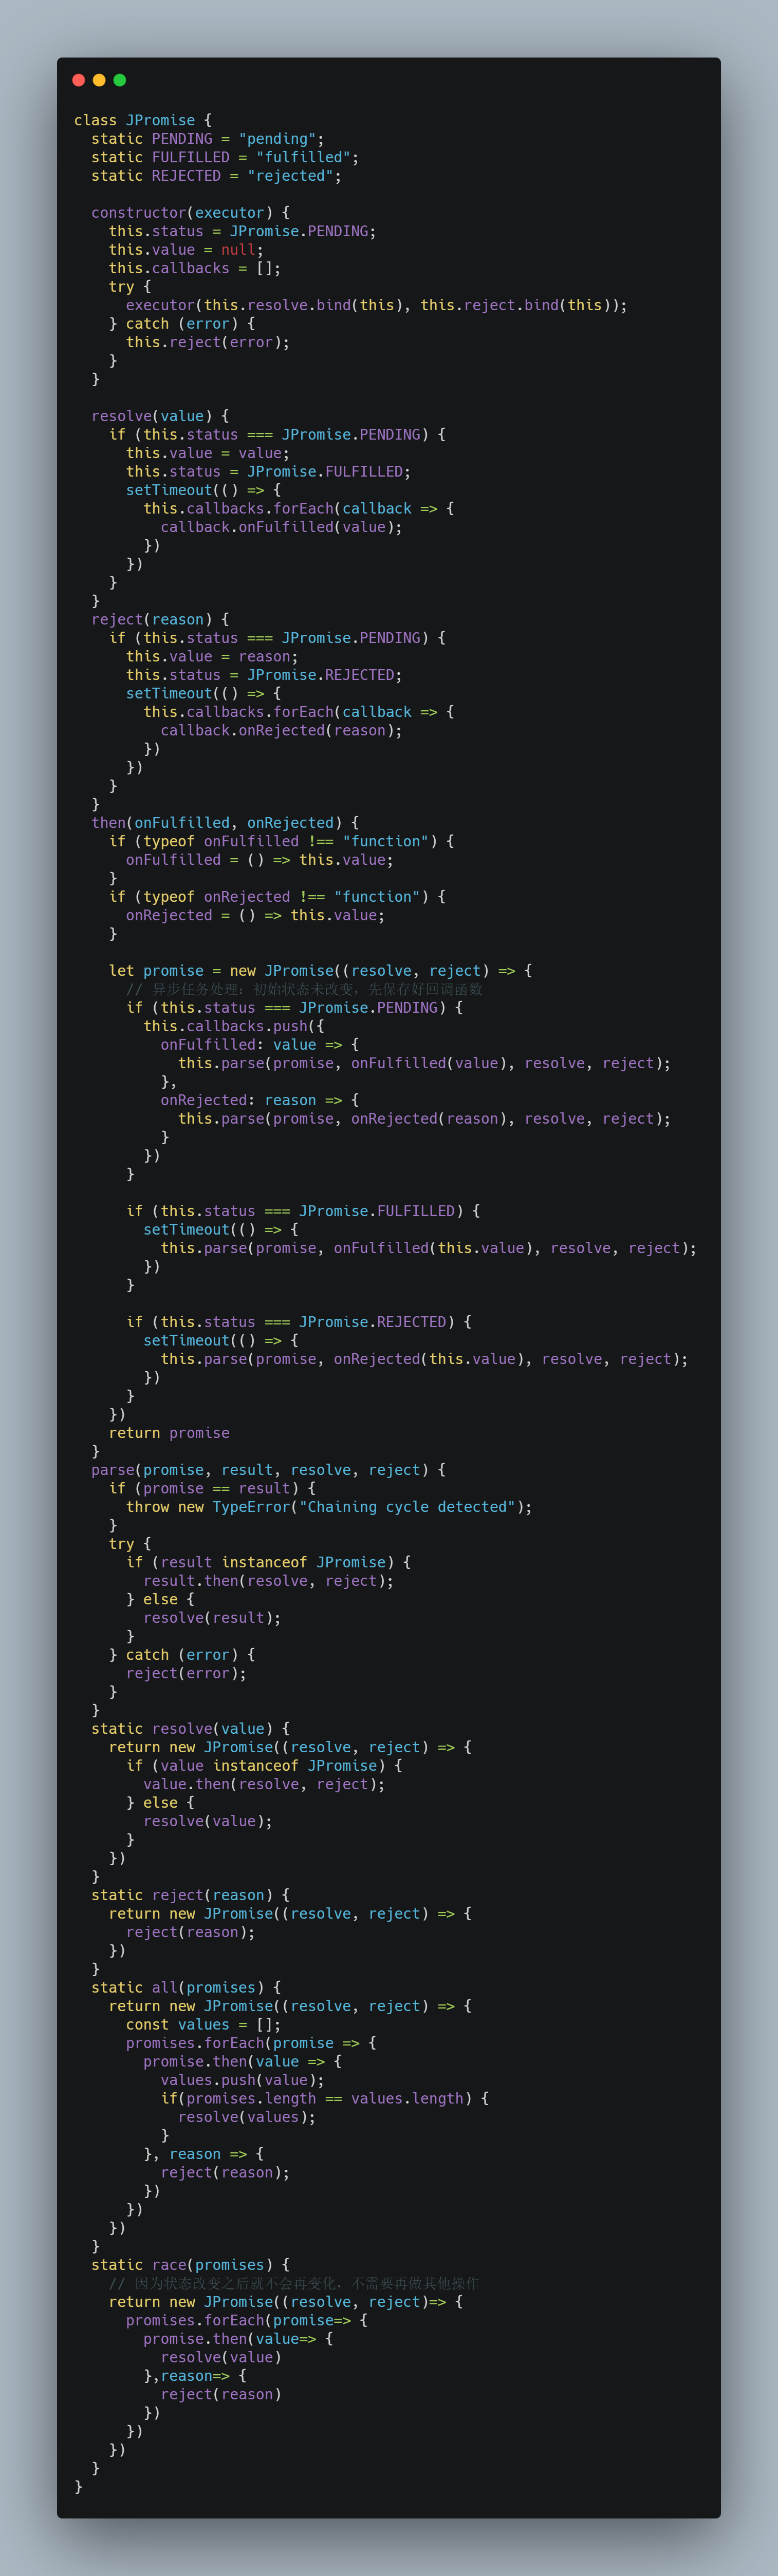 class JPromise {
  static PENDING = "pending";
  static FULFILLED = "fulfilled";
  static REJECTED = "rejected";

  constructor(executor) {
    this.status = JPromise.PENDING;
    this.value = null;
    this.callbacks = [];
    try {
      executor(this.resolve.bind(this), this.reject.bind(this));
    } catch (error) {
      this.reject(error);
    }
  }

  resolve(value) {
    if (this.status === JPromise.PENDING) {
      this.value = value;
      this.status = JPromise.FULFILLED;
      setTimeout(() => {
        this.callbacks.forEach(callback => {
          callback.onFulfilled(value);
        })
      })
    }
  }
  reject(reason) {
    if (this.status === JPromise.PENDING) {
      this.value = reason;
      this.status = JPromise.REJECTED;
      setTimeout(() => {
        this.callbacks.forEach(callback => {
          callback.onRejected(reason);
        })
      })
    }
  }
  then(onFulfilled, onRejected) {
    if (typeof onFulfilled !== "function") {
      onFulfilled = () => this.value;
    }
    if (typeof onRejected !== "function") {
      onRejected = () => this.value;
    }

    let promise = new JPromise((resolve, reject) => {
      // 异步任务处理：初始状态未改变，先保存好回调函数
      if (this.status === JPromise.PENDING) {
        this.callbacks.push({
          onFulfilled: value => {
            this.parse(promise, onFulfilled(value), resolve, reject);
          },
          onRejected: reason => {
            this.parse(promise, onRejected(reason), resolve, reject);
          }
        })
      }

      if (this.status === JPromise.FULFILLED) {
        setTimeout(() => {
          this.parse(promise, onFulfilled(this.value), resolve, reject);
        })
      }

      if (this.status === JPromise.REJECTED) {
        setTimeout(() => {
          this.parse(promise, onRejected(this.value), resolve, reject);
        })
      }
    })
    return promise
  }
  parse(promise, result, resolve, reject) {
    if (promise == result) {
      throw new TypeError("Chaining cycle detected");
    }
    try {
      if (result instanceof JPromise) {
        result.then(resolve, reject);
      } else {
        resolve(result);
      }
    } catch (error) {
      reject(error);
    }
  }
  static resolve(value) {
    return new JPromise((resolve, reject) => {
      if (value instanceof JPromise) {
        value.then(resolve, reject);
      } else {
        resolve(value);
      }
    })
  }
  static reject(reason) {
    return new JPromise((resolve, reject) => {
      reject(reason);
    })
  }
  static all(promises) {
    return new JPromise((resolve, reject) => {
      const values = [];
      promises.forEach(promise => {
        promise.then(value => {
          values.push(value);
          if(promises.length == values.length) {
            resolve(values);
          }
        }, reason => {
          reject(reason);
        })
      })
    })
  }
  static race(promises) {
    // 因为状态改变之后就不会再变化，不需要再做其他操作
    return new JPromise((resolve, reject)=> {
      promises.forEach(promise=> {
        promise.then(value=> {
          resolve(value)
        },reason=> {
          reject(reason)
        })
      })
    })
  }
}